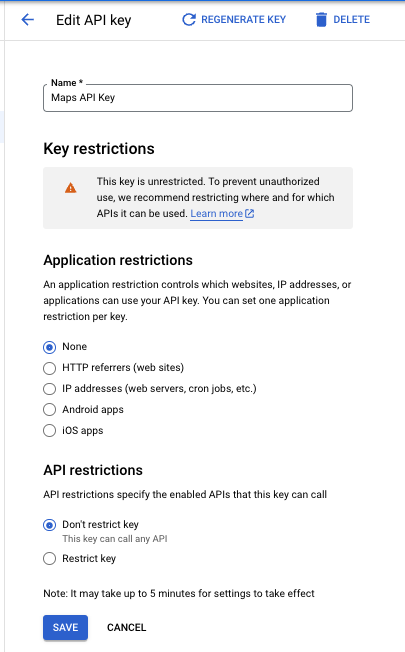 Edit API key
REGENERATE KEY
DELETE
Name *
Maps API Key
Key restrictions
This key is unrestricted. To prevent unauthorized
use, we recommend restricting where and for which
APIs it can be used. Learn more
Application restrictions
An application restriction controls which websites, IP addresses, or
applications can use your API key. You can set one application
restriction per key.
None
HTTP referrers (web sites)
IP addresses (web servers, cron jobs, etc.)
Android apps
iOS apps
API restrictions
API restrictions specify the enabled APIs that this key can call
Don't restrict key
This key can call any API
Restrict key
Note: It may take up to 5 minutes for settings to take effect
SAVE
CANCEL